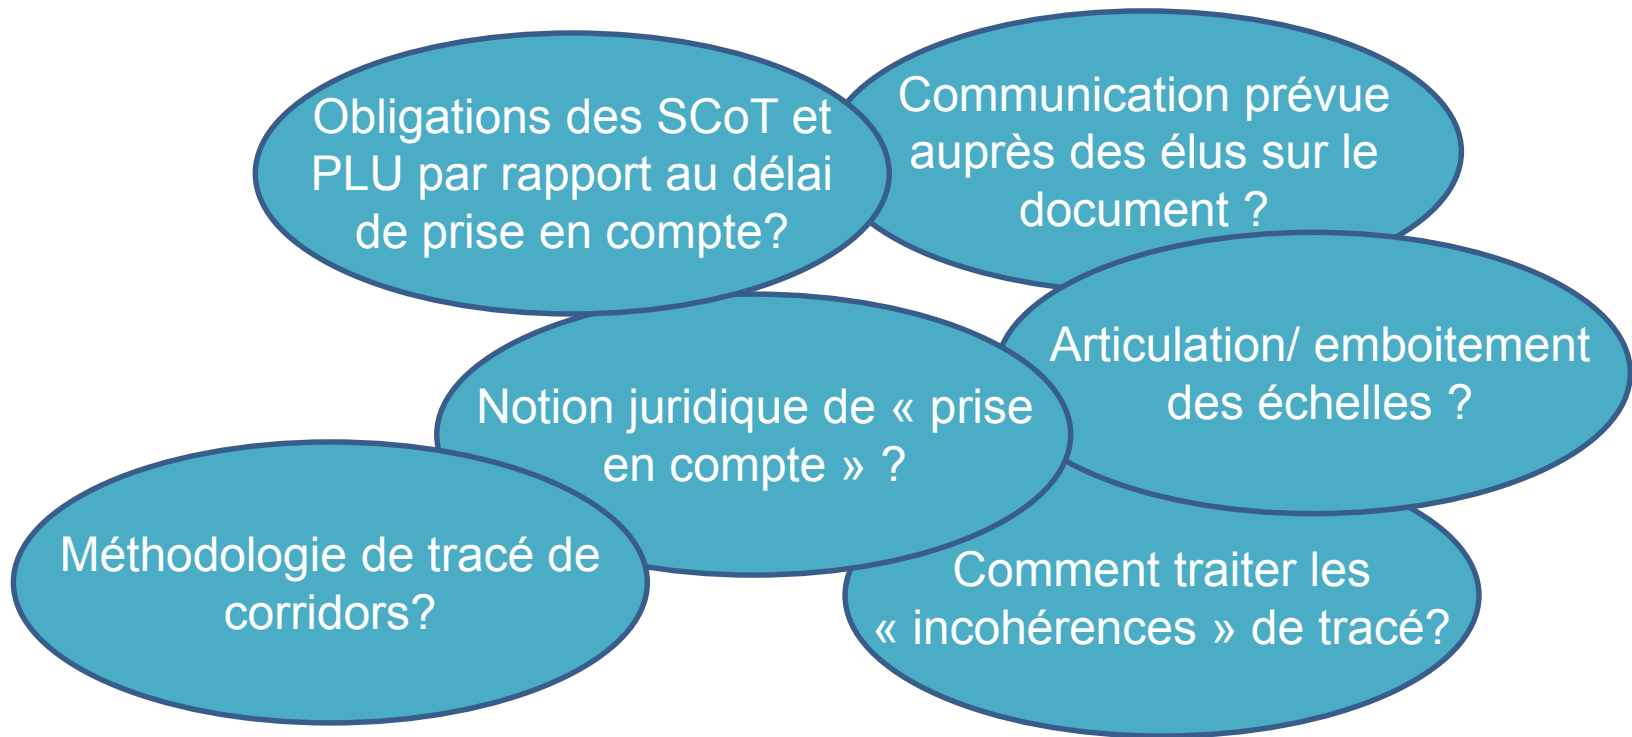 Obligations des SCoT et
PLU par rapport au délai
de prise en compte?
Communication prévue
auprès des élus sur le
document ?
Articulation/ emboitement
des échelles ?
Notion juridique de « prise
en compte » ?
Méthodologie de tracé de
corridors?
Comment traiter les
« incohérences » de tracé?